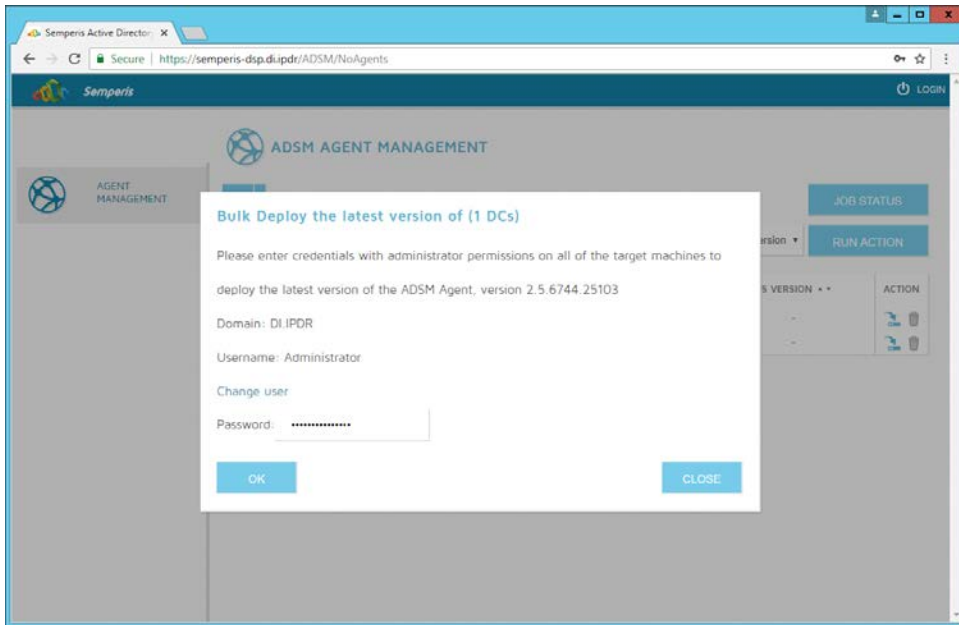 Semperis Active Director
Secure | https://semperis-dsp.di.ipdr/ADSM/NoAgents
Semperis
LOGIN
ADSM AGENT MANAGEMENT
AGENT
MANAGEMENT
JOB STATUS
Bulk Deploy the latest version of (1 DCs)
ersion
RUN ACTION
Please enter credentials with administrator permissions on all of the target machines to
deploy the latest version of the ADSM Agent, version 2.5.6744.25103
S VERSION
ACTION
Domain: DI.IPDR
-
Username: Administrator
-
Change user
Password: •••••••••••••••
OK
CLOSE